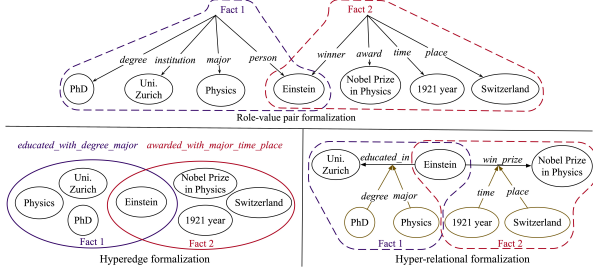 Fact 1
Fact 2
degree
institution
major
person
winner
award
time
place
PhD
Uni.
Zurich
Physics
Einstein
Nobel Prize
in Physics
1921 year
Switzerland
Role-value pair formalization
educated_with_degree_major
awarded_with_major_time_place
Uni.
Zurich
Physics
PhD
Einstein
Nobel Prize
in Physics
Switzerland
1921 year
Fact 1
Fact 2
Hyperedge formalization
Uni.
Zurich
educated_in
Einstein
win_prize
Nobel Prize
in Physics
degree
major
time
place
PhD
Physics
1921 year
Switzerland
Fact 1
Fact 2
Hyper-relational formalization